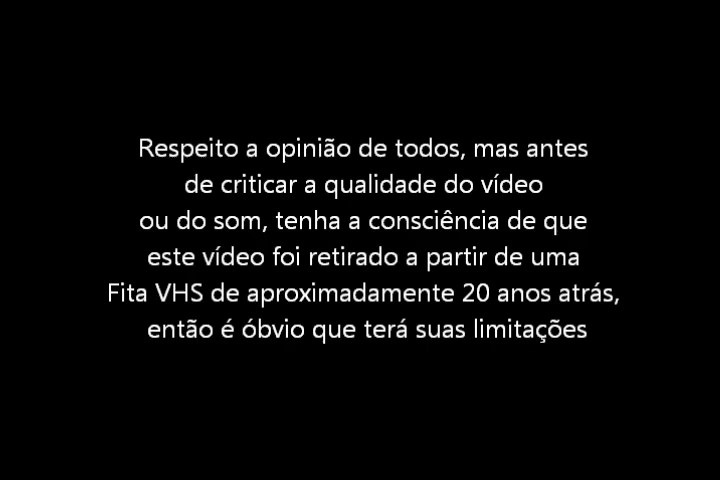 Respeito a opinião de todos, mas antes
de criticar a qualidade do vídeo
ou do som, tenha a consciência de que
este vídeo foi retirado a partir de uma
Fita VHS de aproximadamente 20 anos atrás,
então é óbvio que terá suas limitações